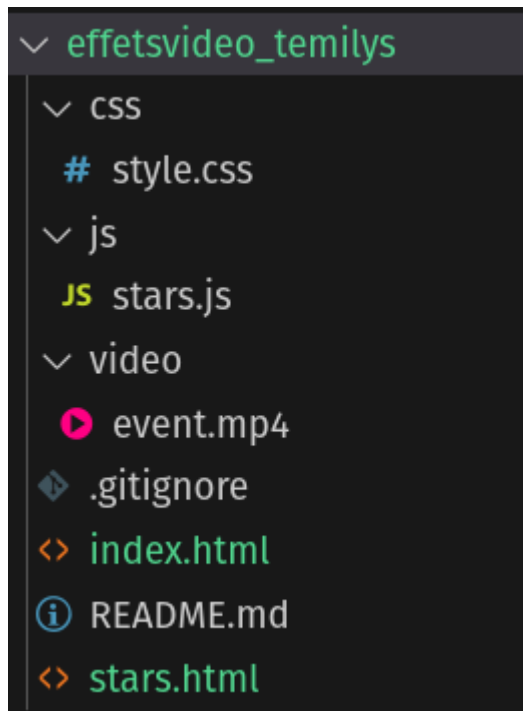 effetsvideo_temilys
css
# style.css
js
JS stars.js
video
event.mp4
.gitignore
<> index.html
i README.md
<> stars.html